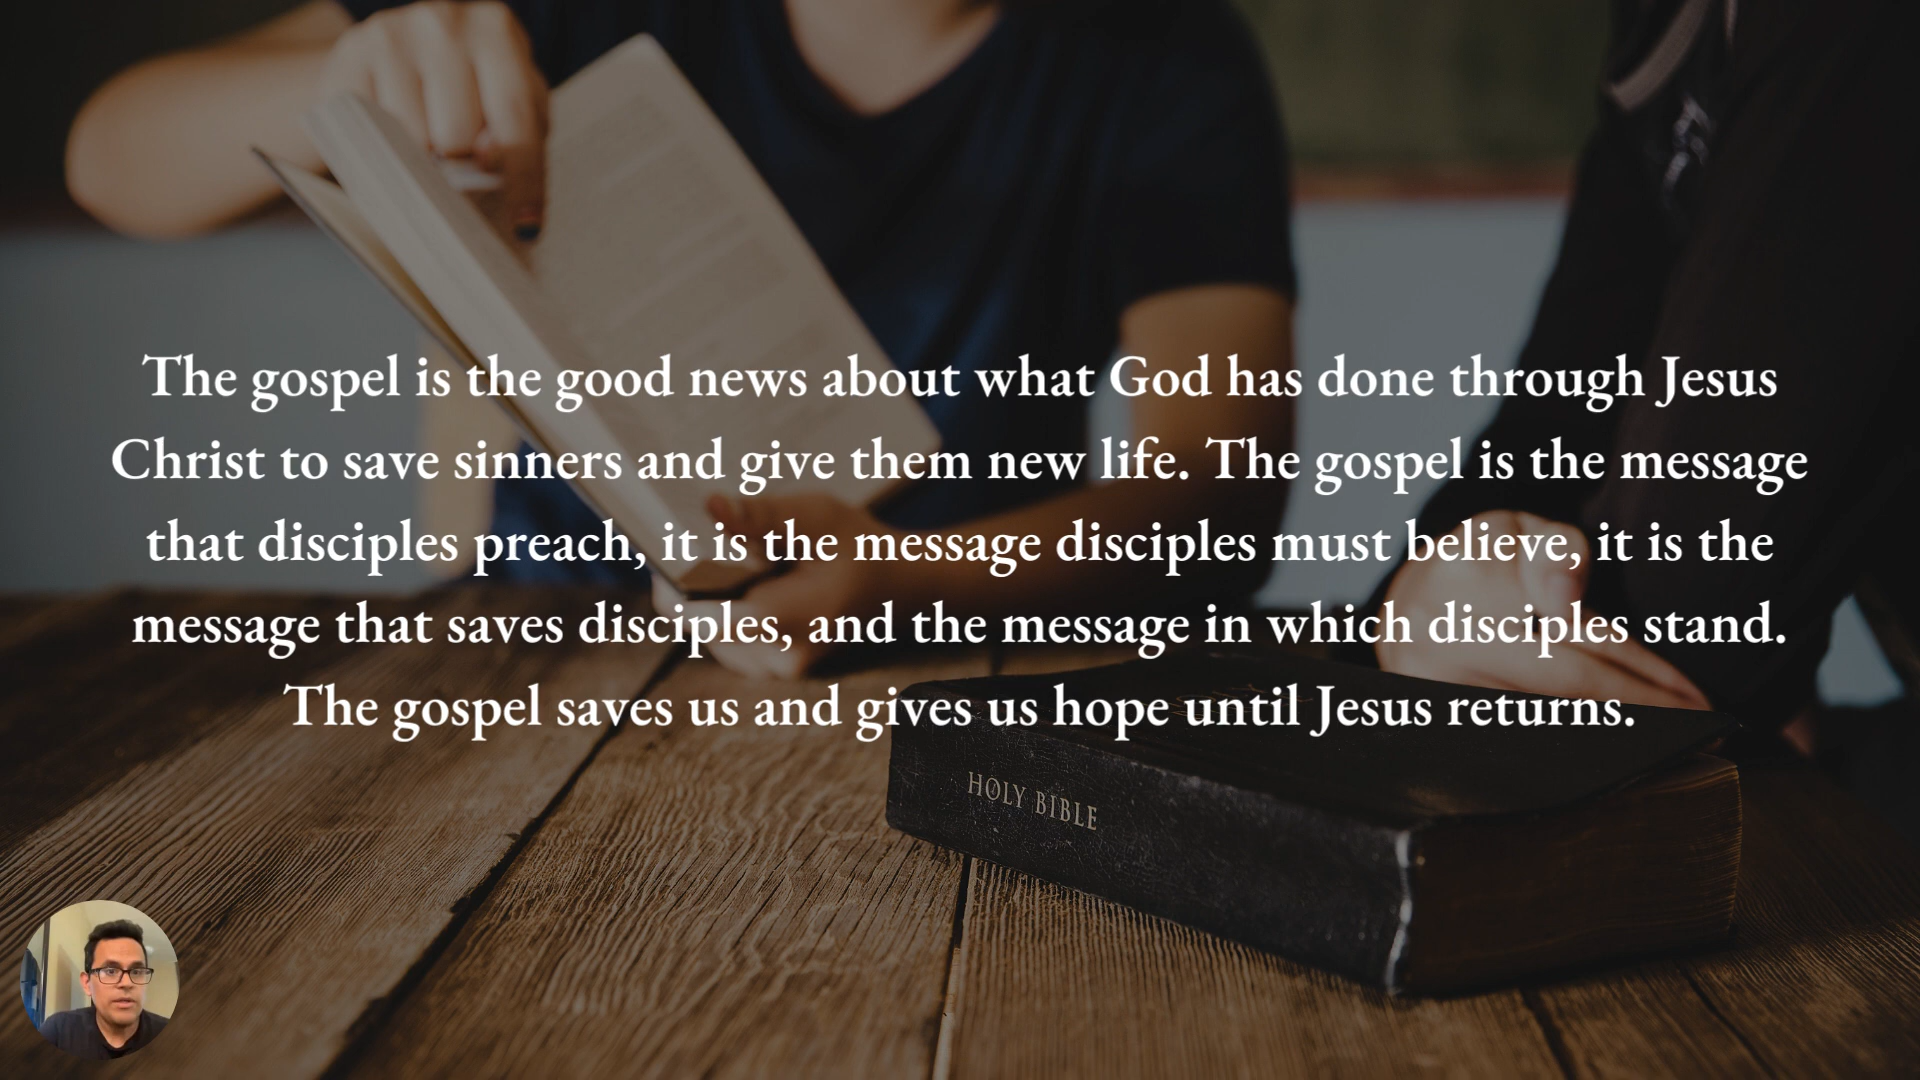 The gospel is the good news about what God has done through Jesus
Christ to save sinners and give them new life. The gospel is the message
that disciples preach, it is the message disciples must believe, it is the
message that saves disciples, and the message in which disciples stand.
The gospel saves us and gives us hope until Jesus returns.
HOLY BIBLE